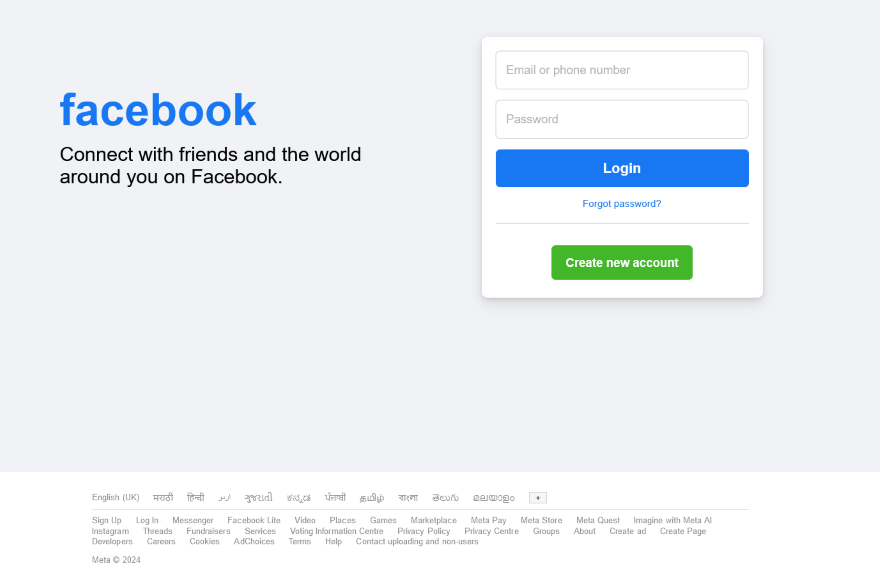 facebook
Connect with friends and the world
around you on Facebook.
Email or phone number
Password
Login
Forgot password?
Create new account
English (UK) मराठी हिन्दी اردو ગુજરાતી ಕನ್ನಡ ਪੰਜਾਬੀ தமிழ் বাংলা తెలుగు മലയാളം +
Sign Up Log In Messenger Facebook Lite Video Places Games Marketplace Meta Pay Meta Store Meta Quest Imagine with Meta AI
Instagram Threads Fundraisers Services Voting Information Centre Privacy Policy Privacy Centre Groups About Create ad Create Page
Developers Careers Cookies AdChoices Terms Help Contact uploading and non-users
Meta © 2024